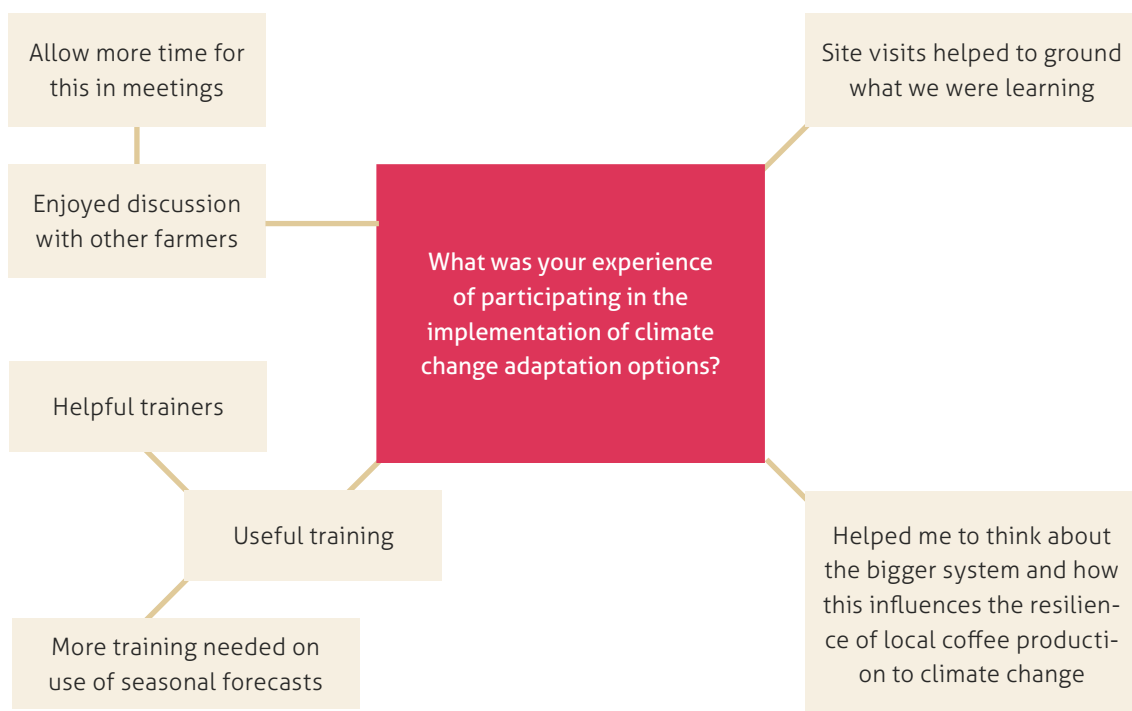 Allow more time for
this in meetings
Site visits helped to ground
what we were learning
Enjoyed discussion
with other farmers
What was your experience
of participating in the
implementation of climate
change adaptation options?
Helpful trainers
Useful training
More training needed on
use of seasonal forecasts
Helped me to think about
the bigger system and how
this influences the resilien-
ce of local coffee producti-
on to climate change